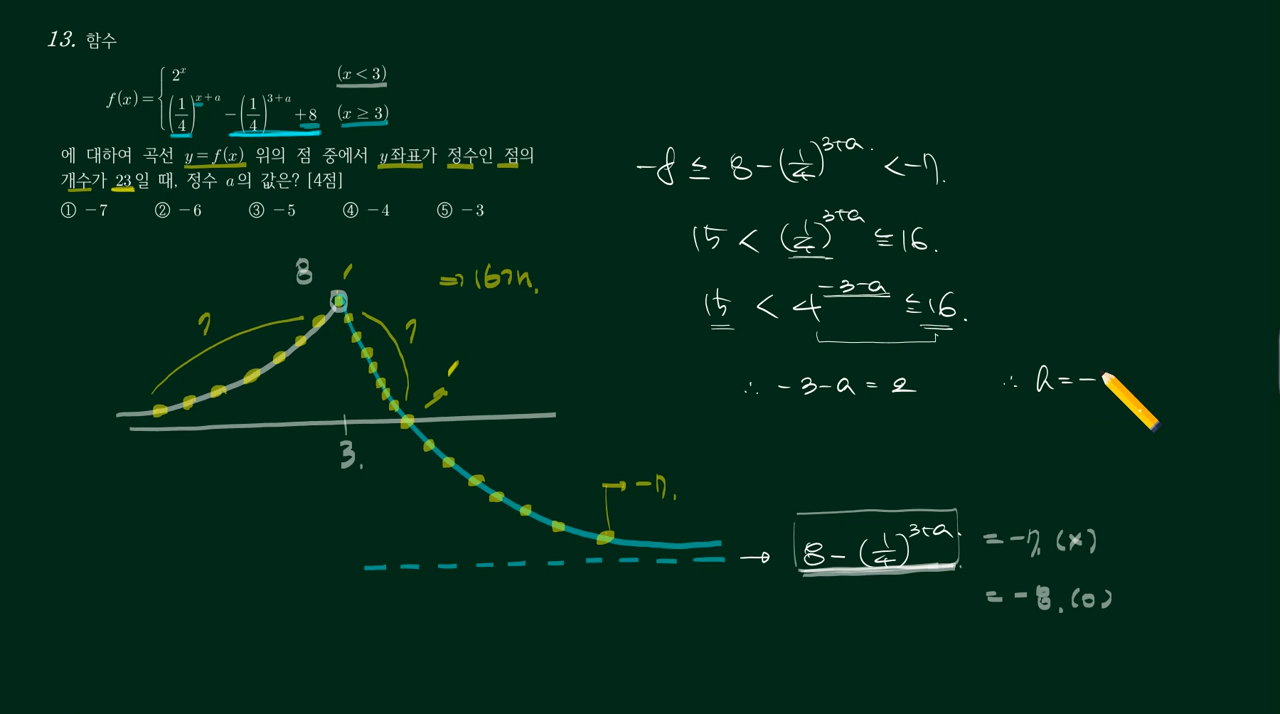 13. 함수
f(x) = { 2^x (x < 3)
(1/4)^(x+a) − (1/4)^(3+a) + 8 (x ≥ 3)
에 대하여 곡선 y=f(x) 위의 점 중에서 y좌표가 정수인 점의
개수가 23일 때, 정수 a의 값은? [4점]
① −7 ② −6 ③ −5 ④ −4 ⑤ −3
−8 ≤ 8 − (1/4)^(3+a) < −7.
15 < (1/4)^(3+a) ≤ 16.
15 < 4^(−3−a) ≤ 16.
∴ −3−a = 2
∴ a = −
8
1
7
7
1
⇒ 16개.
3.
→ −7.
→ 8 − (1/4)^(3+a).
= −7. (×)
= −8. (o)